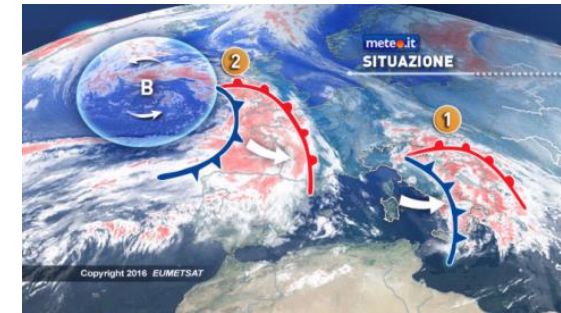 meteo.it
SITUAZIONE
2
B
1
Copyright 2016 EUMETSAT